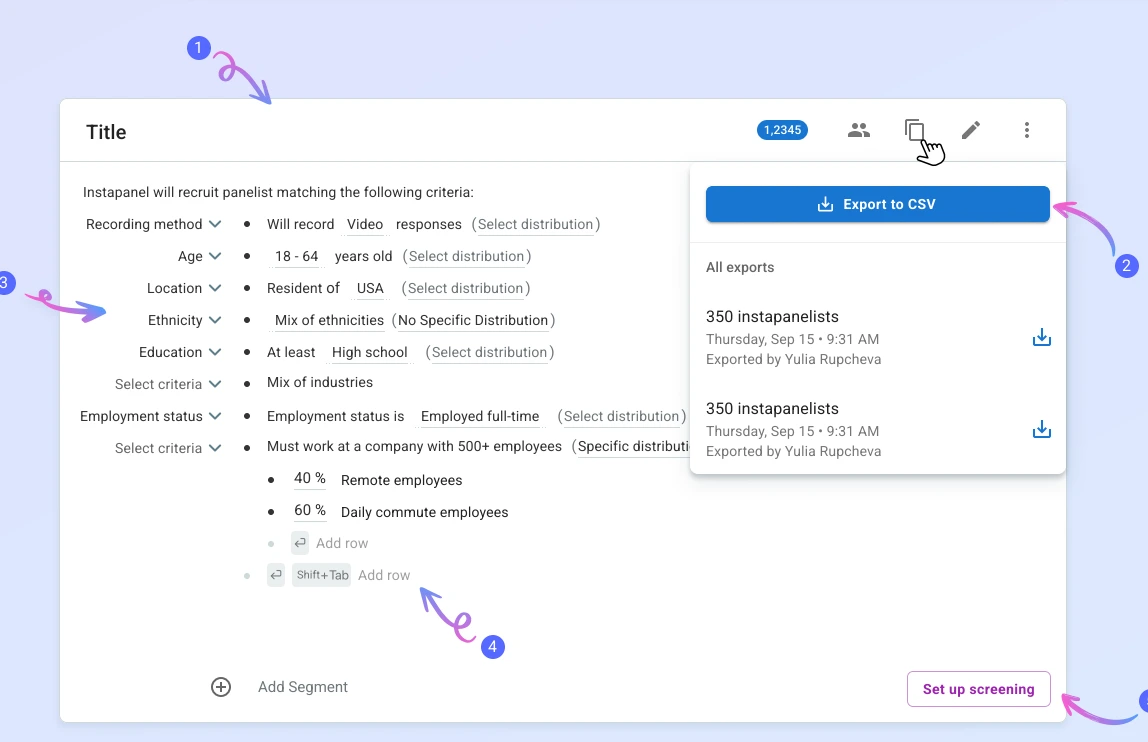 1
Title
1,2345
Instapanel will recruit panelist matching the following criteria:
Recording method • Will record Video responses (Select distribution)
Age • 18 - 64 years old (Select distribution)
Location • Resident of USA (Select distribution)
Ethnicity • Mix of ethnicities (No Specific Distribution)
Education • At least High school (Select distribution)
Select criteria • Mix of industries
Employment status • Employment status is Employed full-time (Select distribution)
Select criteria • Must work at a company with 500+ employees (Specific distributi
• 40 % Remote employees
• 60 % Daily commute employees
• Add row
• Shift+Tab Add row
Export to CSV
2
All exports
350 instapanelists
Thursday, Sep 15 • 9:31 AM
Exported by Yulia Rupcheva
350 instapanelists
Thursday, Sep 15 • 9:31 AM
Exported by Yulia Rupcheva
3
4
Add Segment
Set up screening